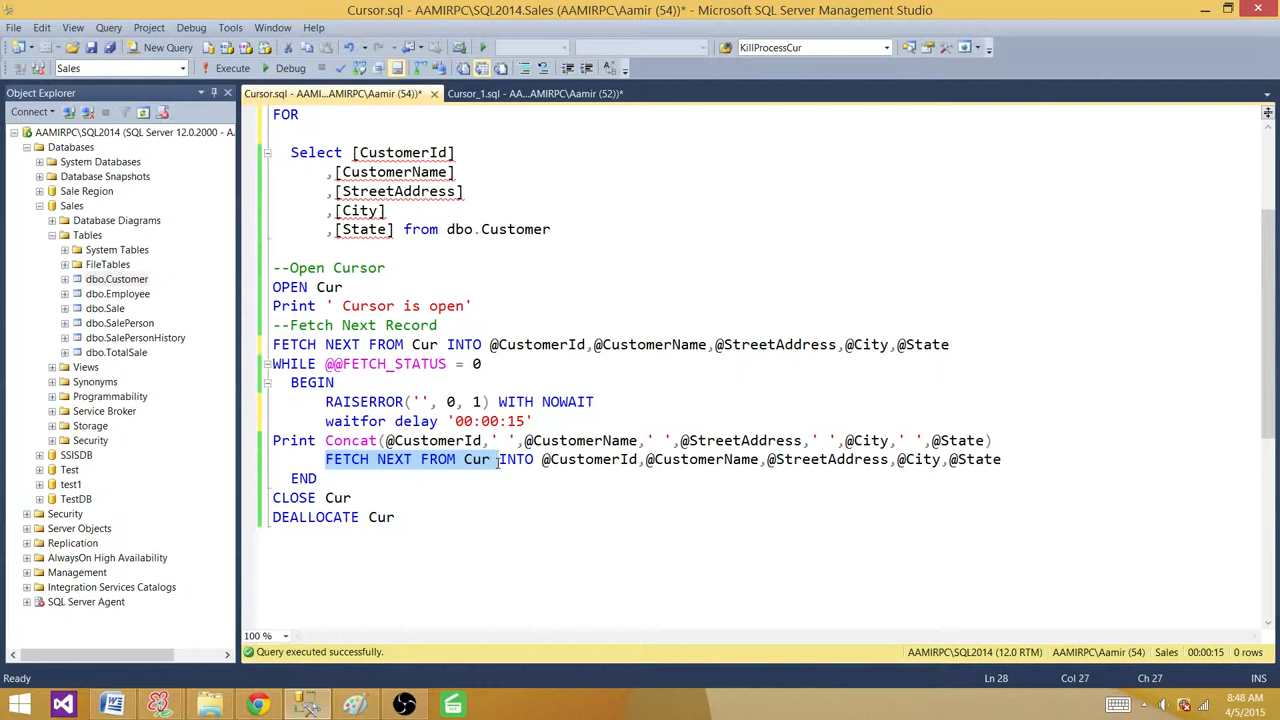 Cursor.sql - AAMIRPC\SQL2014.Sales (AAMIRPC\Aamir (54))* - Microsoft SQL Server Management Studio
File Edit View Query Project Debug Tools Window Help
New Query KillProcessCur
Sales Execute Debug
Object Explorer
Connect
AAMIRPC\SQL2014 (SQL Server 12.0.2000 - AA
Databases
System Databases
Database Snapshots
Sale Region
Sales
Database Diagrams
Tables
System Tables
FileTables
dbo.Customer
dbo.Employee
dbo.Sale
dbo.SalePerson
dbo.SalePersonHistory
dbo.TotalSale
Views
Synonyms
Programmability
Service Broker
Storage
Security
SSISDB
Test
test1
TestDB
Security
Server Objects
Replication
AlwaysOn High Availability
Management
Integration Services Catalogs
SQL Server Agent
Cursor.sql - AAMI...AMIRPC\Aamir (54))* Cursor_1.sql - AA...AMIRPC\Aamir (52))*
FOR
Select [CustomerId]
,[CustomerName]
,[StreetAddress]
,[City]
,[State] from dbo.Customer
--Open Cursor
OPEN Cur
Print ' Cursor is open'
--Fetch Next Record
FETCH NEXT FROM Cur INTO @CustomerId,@CustomerName,@StreetAddress,@City,@State
WHILE @@FETCH_STATUS = 0
BEGIN
RAISERROR('', 0, 1) WITH NOWAIT
waitfor delay '00:00:15'
Print Concat(@CustomerId,' ',@CustomerName,' ',@StreetAddress,' ',@City,' ',@State)
FETCH NEXT FROM Cur INTO @CustomerId,@CustomerName,@StreetAddress,@City,@State
END
CLOSE Cur
DEALLOCATE Cur
100 %
Query executed successfully. AAMIRPC\SQL2014 (12.0 RTM) AAMIRPC\Aamir (54) Sales 00:00:15 0 rows
Ready Ln 28 Col 27 Ch 27 INS
8:48 AM
4/5/2015